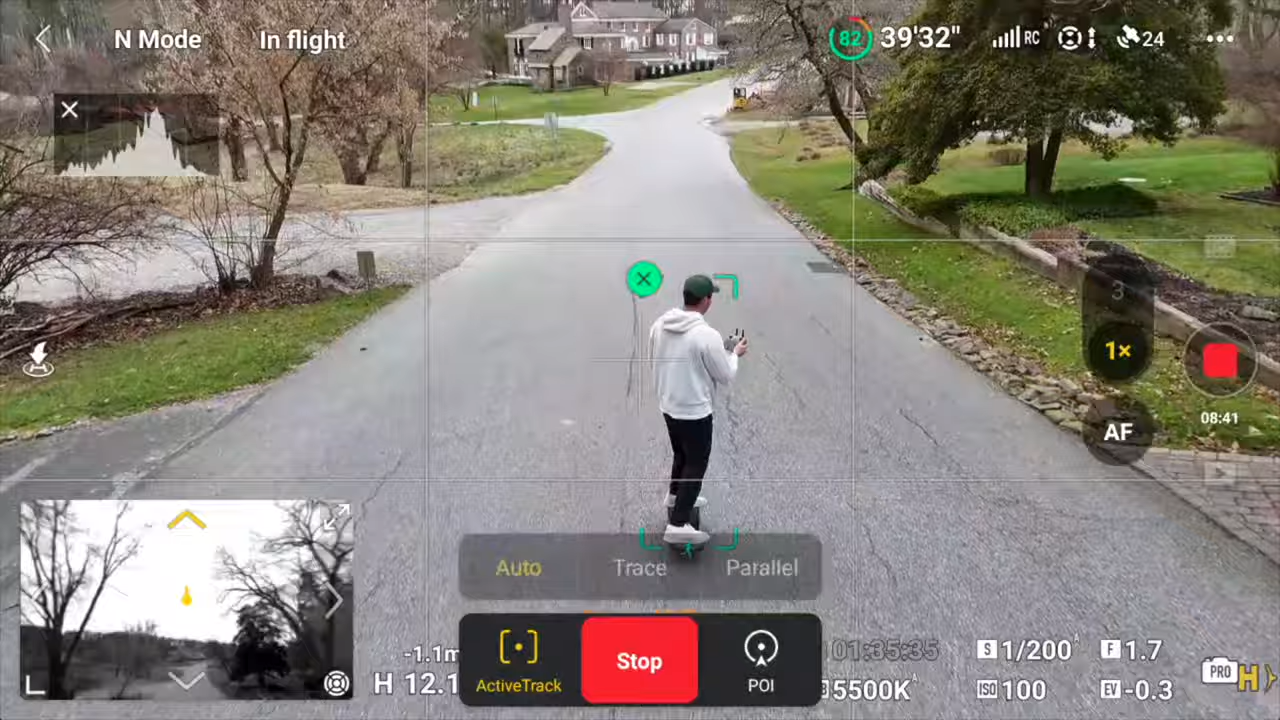 N Mode
In flight
82
39'32"
RC
24
3
1×
08:41
AF
Auto
Trace
Parallel
-1.1m
H 12.1
ActiveTrack
Stop
POI
01:35:35
S 1/200 A
F 1.7
5500K A
ISO 100
EV -0.3
PRO H
L